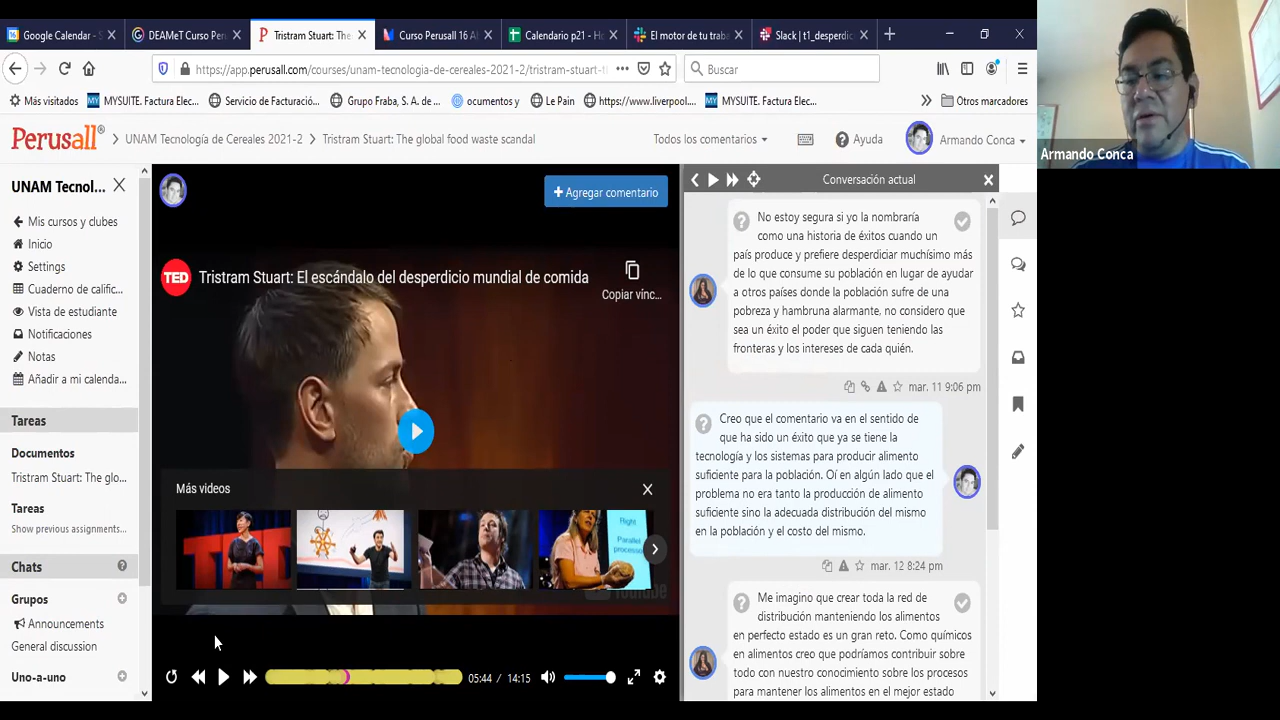 Google Calendar - S
DEAMeT Curso Peru
Tristram Stuart: The
Curso Perusall 16 A
Calendario p21 - Ho
El motor de tu traba
Slack | t1_desperdic
https://app.perusall.com/courses/unam-tecnologia-de-cereales-2021-2/tristram-stuart-t
Buscar
Más visitados
MYSUITE. Factura Elec...
Servicio de Facturació...
Grupo Fraba, S. A. de ...
ocumentos y
Le Pain
https://www.liverpool....
MYSUITE. Factura Elec...
Otros marcadores
Armando Conca
Perusall®
UNAM Tecnología de Cereales 2021-2
Tristram Stuart: The global food waste scandal
Todos los comentarios
Ayuda
Armando Conca
UNAM Tecnol...
Mis cursos y clubes
Inicio
Settings
Cuaderno de calific...
Vista de estudiante
Notificaciones
Notas
Añadir a mi calenda...
Tareas
Documentos
Tristram Stuart: The glo...
Tareas
Show previous assignments...
Chats
Grupos
Announcements
General discussion
Uno-a-uno
+ Agregar comentario
TED
Tristram Stuart: El escándalo del desperdicio mundial de comida
Copiar vínc...
Más videos
TED
Right
Parallel
processo
YouTube
05:44 / 14:15
Conversación actual
No estoy segura si yo la nombraría
como una historia de éxitos cuando un
país produce y prefiere desperdiciar muchísimo más
de lo que consume su población en lugar de ayudar
a otros países donde la población sufre de una
pobreza y hambruna alarmante, no considero que
sea un éxito el poder que siguen teniendo las
fronteras y los intereses de cada quién.
mar. 11 9:06 pm
Creo que el comentario va en el sentido de
que ha sido un éxito que ya se tiene la
tecnología y los sistemas para producir alimento
suficiente para la población. Oí en algún lado que el
problema no era tanto la producción de alimento
suficiente sino la adecuada distribución del mismo
en la población y el costo del mismo.
mar. 12 8:24 pm
Me imagino que crear toda la red de
distribución manteniendo los alimentos
en perfecto estado es un gran reto. Como químicos
en alimentos creo que podríamos contribuir sobre
todo con nuestro conocimiento sobre los procesos
para mantener los alimentos en el mejor estado